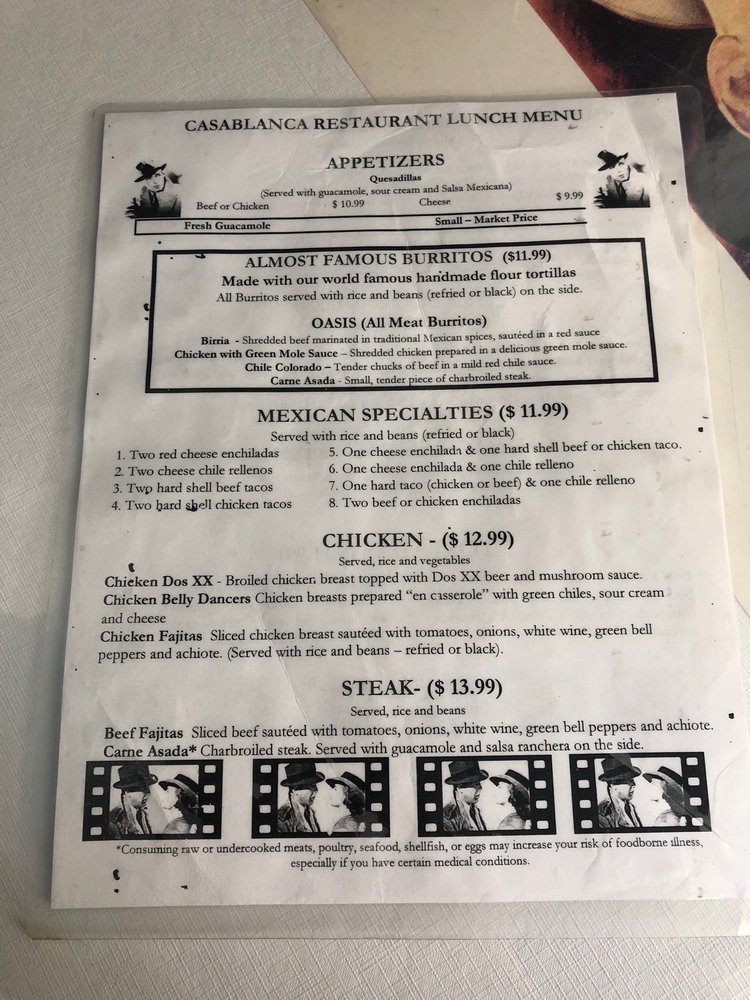 CASABLANCA RESTAURANT LUNCH MENU
APPETIZERS
Quesadillas
(Served with guacamole, sour cream and Salsa Mexicana)
Beef or Chicken $ 10.99 Cheese $ 9.99
Fresh Guacamole Small – Market Price
ALMOST FAMOUS BURRITOS ($11.99)
Made with our world famous handmade flour tortillas
All Burritos served with rice and beans (refried or black) on the side.
OASIS (All Meat Burritos)
Birria - Shredded beef marinated in traditional Mexican spices, sautéed in a red sauce
Chicken with Green Mole Sauce – Shredded chicken prepared in a delicious green mole sauce.
Chile Colorado – Tender chucks of beef in a mild red chile sauce.
Carne Asada - Small, tender piece of charbroiled steak.
MEXICAN SPECIALTIES ($ 11.99)
Served with rice and beans (refried or black)
1. Two red cheese enchiladas
2. Two cheese chile rellenos
3. Two hard shell beef tacos
4. Two hard shell chicken tacos
5. One cheese enchilada & one hard shell beef or chicken taco.
6. One cheese enchilada & one chile relleno
7. One hard taco (chicken or beef) & one chile relleno
8. Two beef or chicken enchiladas
CHICKEN - ($ 12.99)
Served, rice and vegetables
Chicken Dos XX - Broiled chicken breast topped with Dos XX beer and mushroom sauce.
Chicken Belly Dancers Chicken breasts prepared “en casserole” with green chiles, sour cream
and cheese
Chicken Fajitas Sliced chicken breast sautéed with tomatoes, onions, white wine, green bell
peppers and achiote. (Served with rice and beans – refried or black).
STEAK- ($ 13.99)
Served, rice and beans
Beef Fajitas Sliced beef sautéed with tomatoes, onions, white wine, green bell peppers and achiote.
Carne Asada* Charbroiled steak. Served with guacamole and salsa ranchera on the side.
*Consuming raw or undercooked meats, poultry, seafood, shellfish, or eggs may increase your risk of foodborne illness,
especially if you have certain medical conditions.